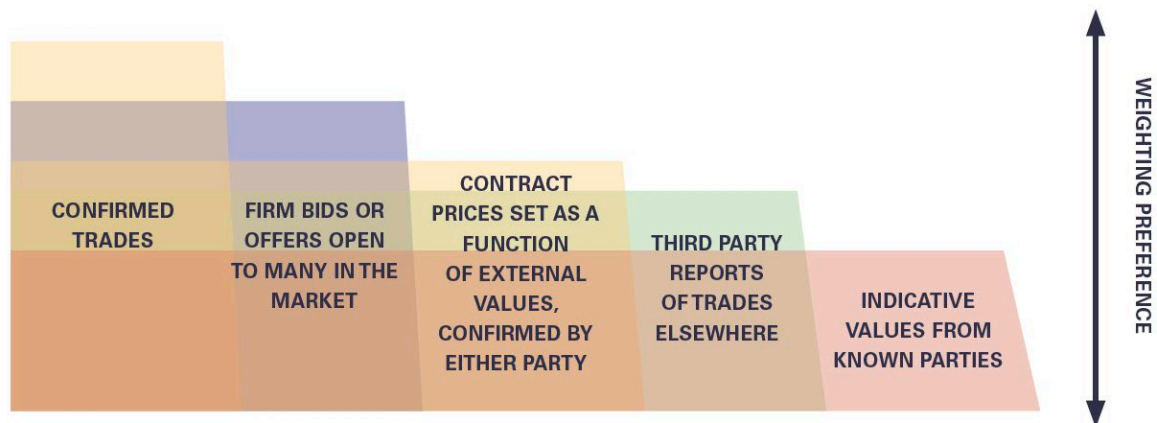 CONFIRMED
TRADES
FIRM BIDS OR
OFFERS OPEN
TO MANY IN THE
MARKET
CONTRACT
PRICES SET AS A
FUNCTION
OF EXTERNAL
VALUES,
CONFIRMED BY
EITHER PARTY
THIRD PARTY
REPORTS
OF TRADES
ELSEWHERE
INDICATIVE
VALUES FROM
KNOWN PARTIES
WEIGHTING PREFERENCE